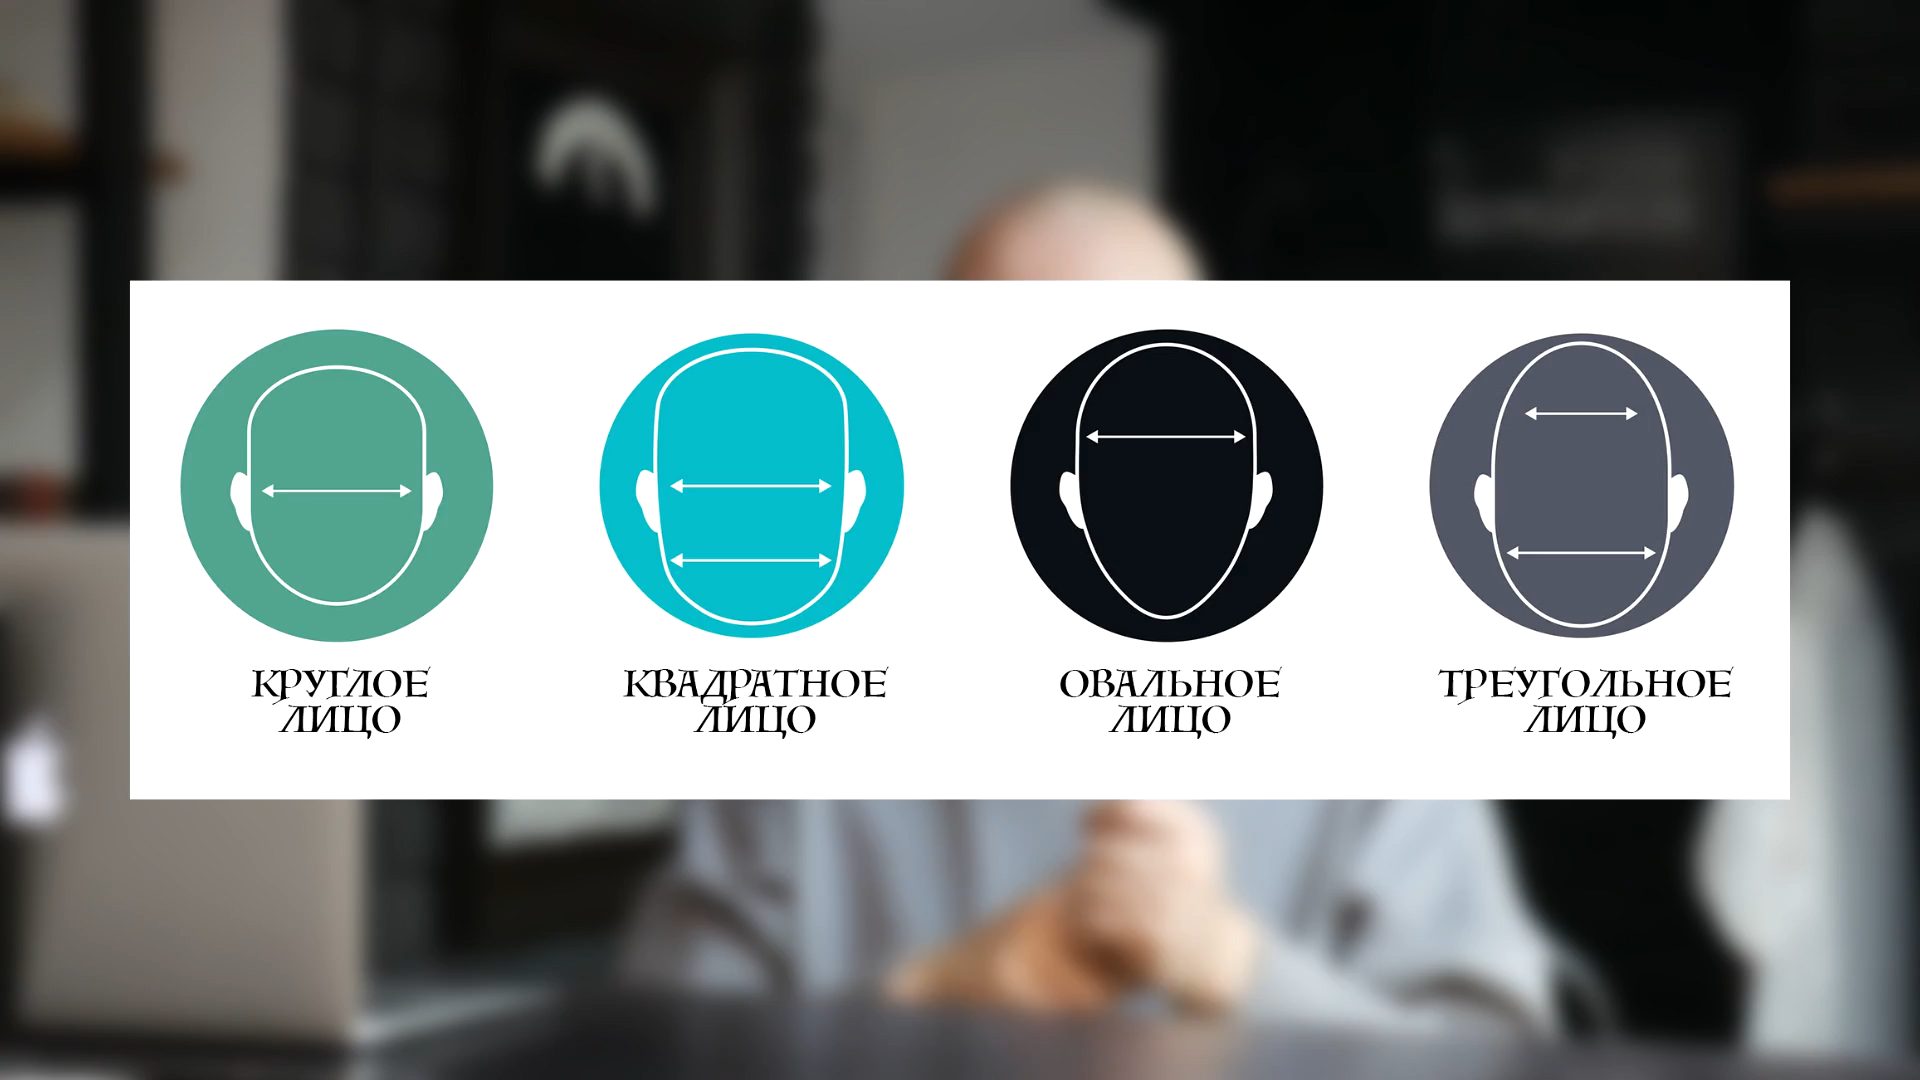 КРУГЛОЕ
ЛИЦО
КВАДРАТНОЕ
ЛИЦО
ОВАЛЬНОЕ
ЛИЦО
ТРЕУГОЛЬНОЕ
ЛИЦО